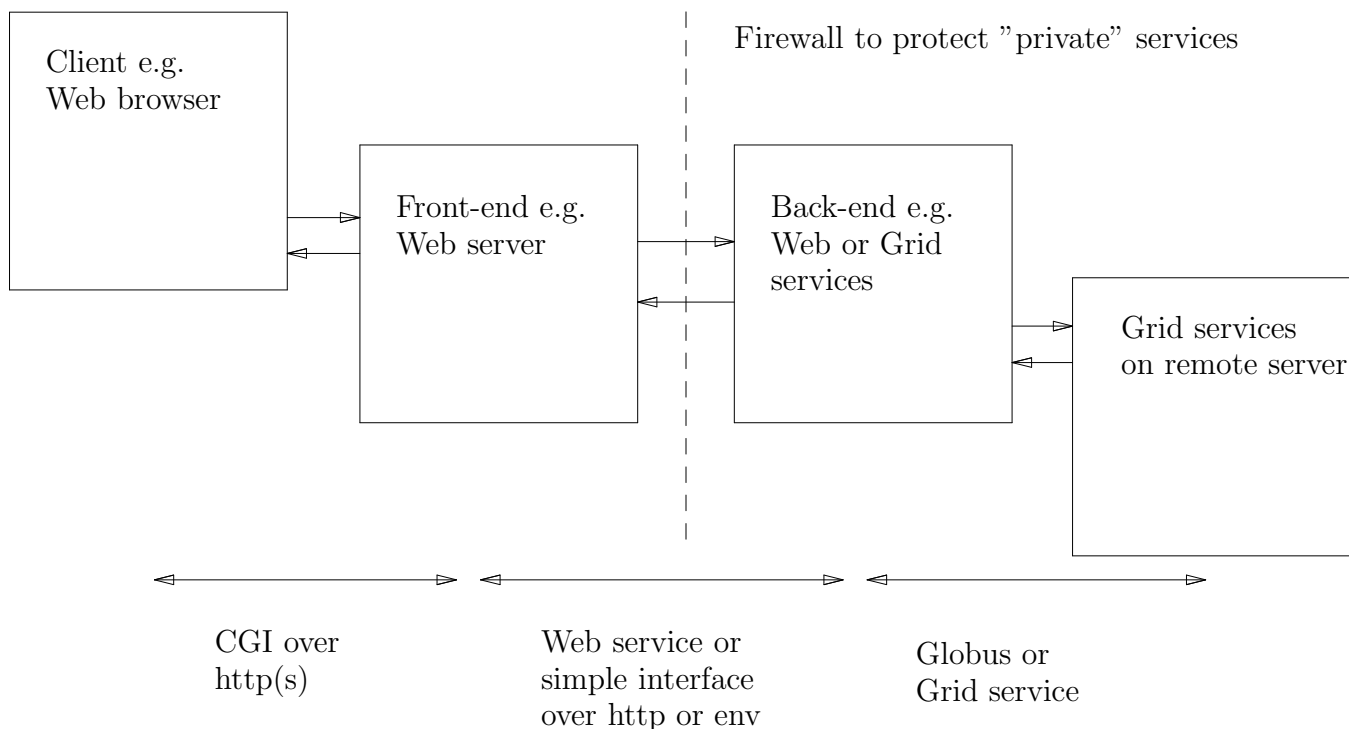 Client e.g.
Web browser
Firewall to protect ”private” services
Front-end e.g.
Web server
Back-end e.g.
Web or Grid
services
Grid services
on remote server
CGI over
http(s)
Web service or
simple interface
over http or env
Globus or
Grid service